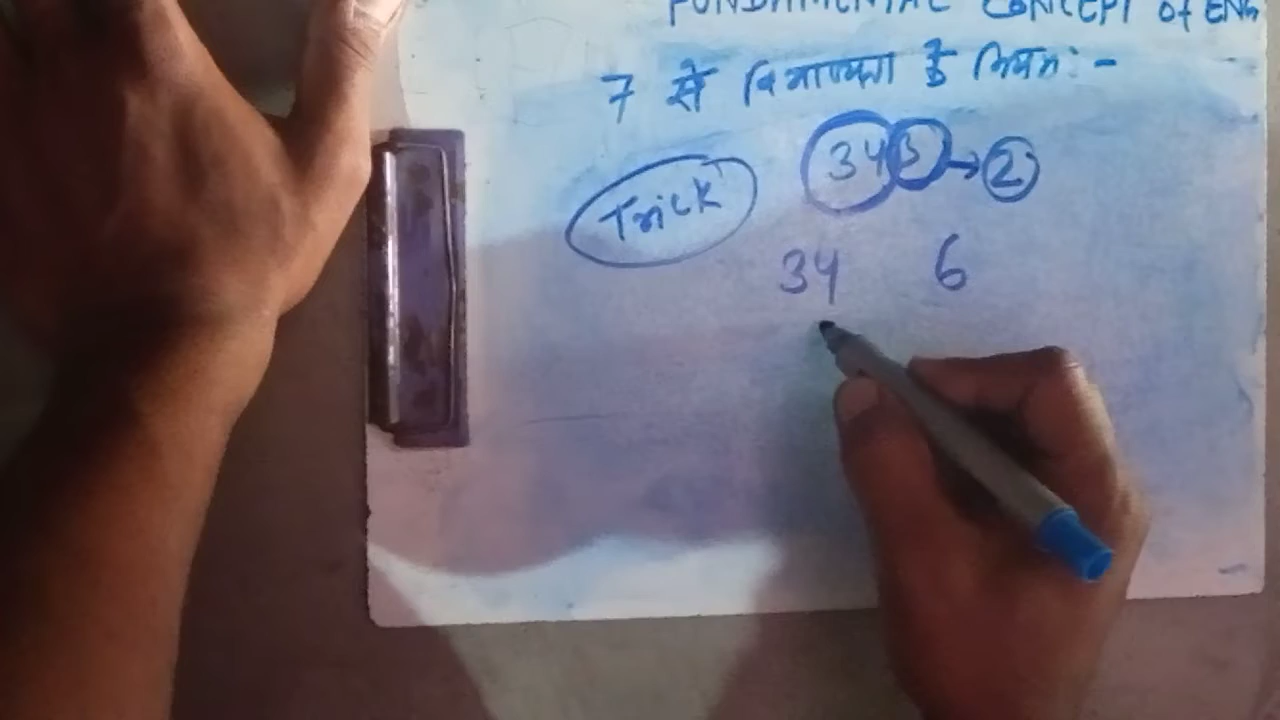 FUNDAMENTAL CONCEPT Of ENG
7 से विभाज्यता के नियम : -
Trick 343 → 2
34 6